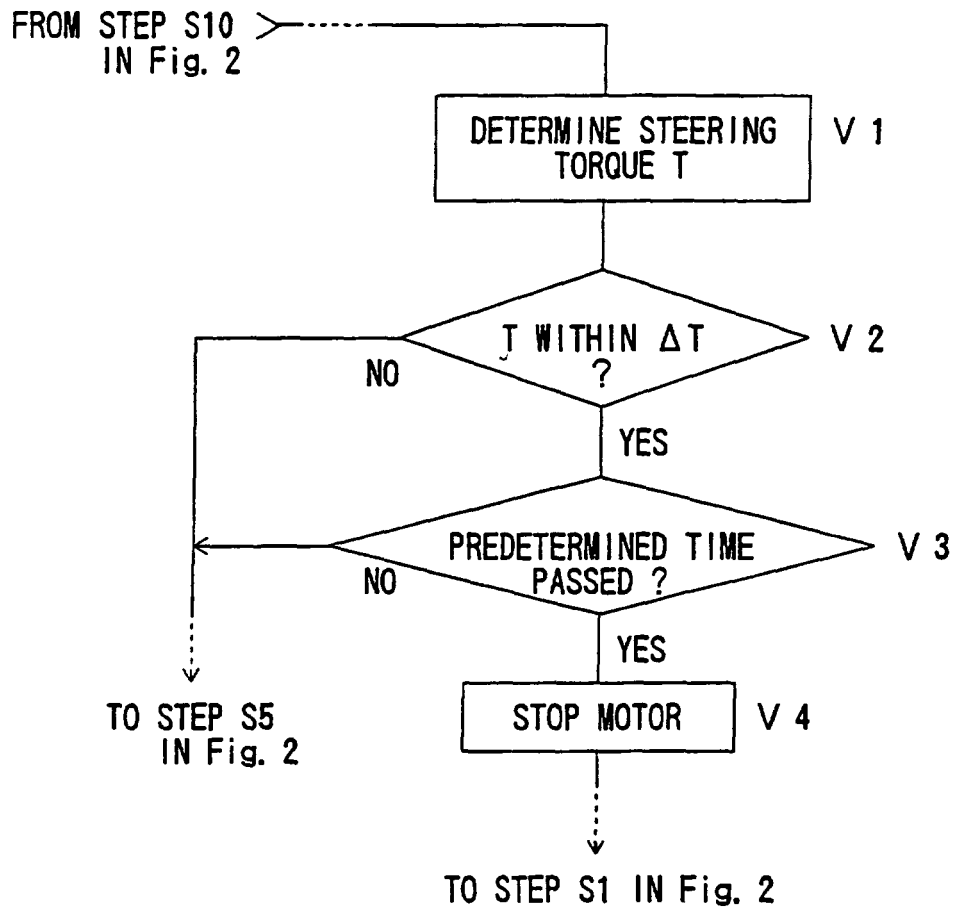 FROM STEP S10
IN Fig. 2
DETERMINE STEERING
TORQUE T
V 1
T WITHIN ΔT
?
V 2
NO
YES
PREDETERMINED TIME
PASSED ?
V 3
NO
YES
STOP MOTOR
V 4
TO STEP S5
IN Fig. 2
TO STEP S1 IN Fig. 2